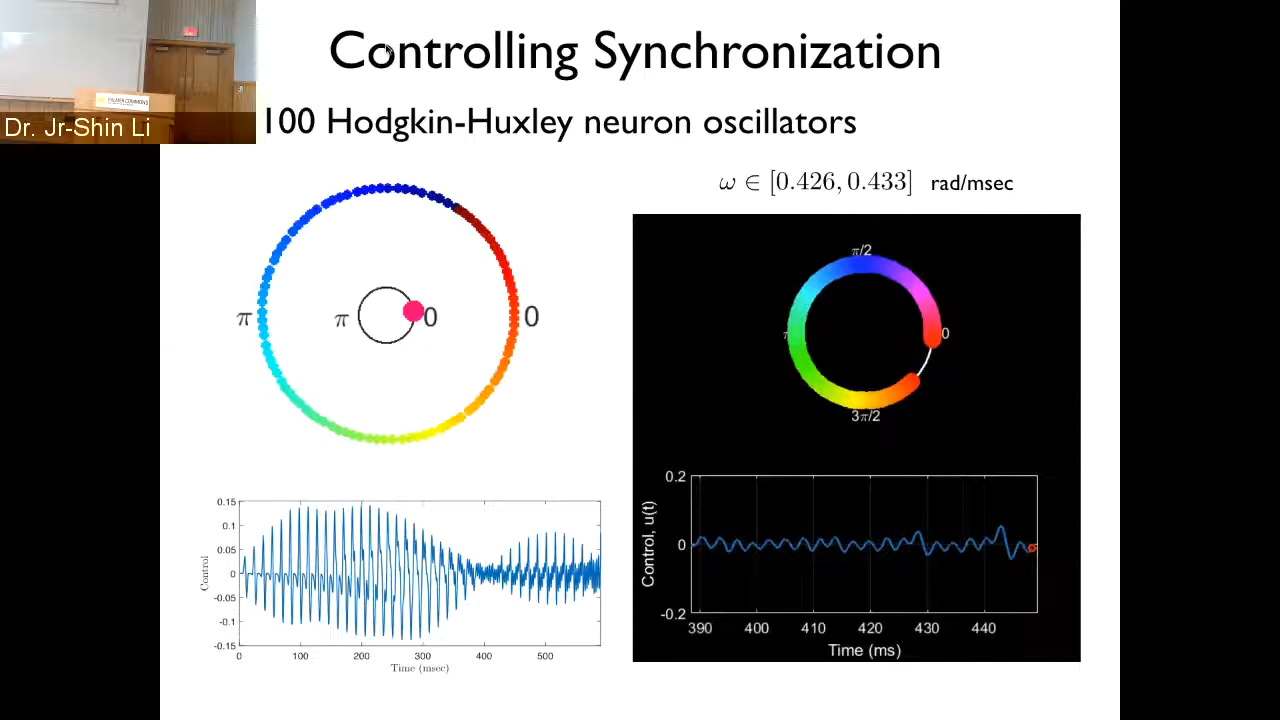 Controlling Synchronization
PALMER COMMONS
Dr. Jr-Shin Li
100 Hodgkin-Huxley neuron oscillators
ω ∈ [0.426, 0.433] rad/msec
π π 0 0
0.15
0.1
0.05
0
-0.05
-0.1
-0.15
Control
0 100 200 300 400 500
Time (msec)
π/2
0
3π/2
0.2
0
-0.2
Control, u(t)
390 400 410 420 430 440
Time (ms)